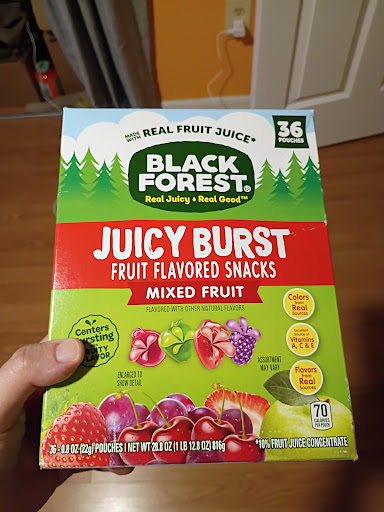 MADE WITH REAL FRUIT JUICE*
36
POUCHES
BLACK
FOREST®
Real Juicy Real Good™
JUICY BURST
FRUIT FLAVORED SNACKS
MIXED FRUIT
FLAVORED WITH OTHER NATURAL FLAVORS
Colors
from
Real
Sources
Centers
Bursting
FRUITY
FLAVOR
Excellent
Source of
Vitamins
A, C & E
ENLARGED TO
SHOW DETAIL
ASSORTMENT
MAY VARY
Flavors
from
Real
Sources
70
CALORIES
PER POUCH
36-0.8 OZ (22g) POUCHES | NET WT 28.8 OZ (1 LB 12.8 OZ) 816g
*10% FRUIT JUICE CONCENTRATE